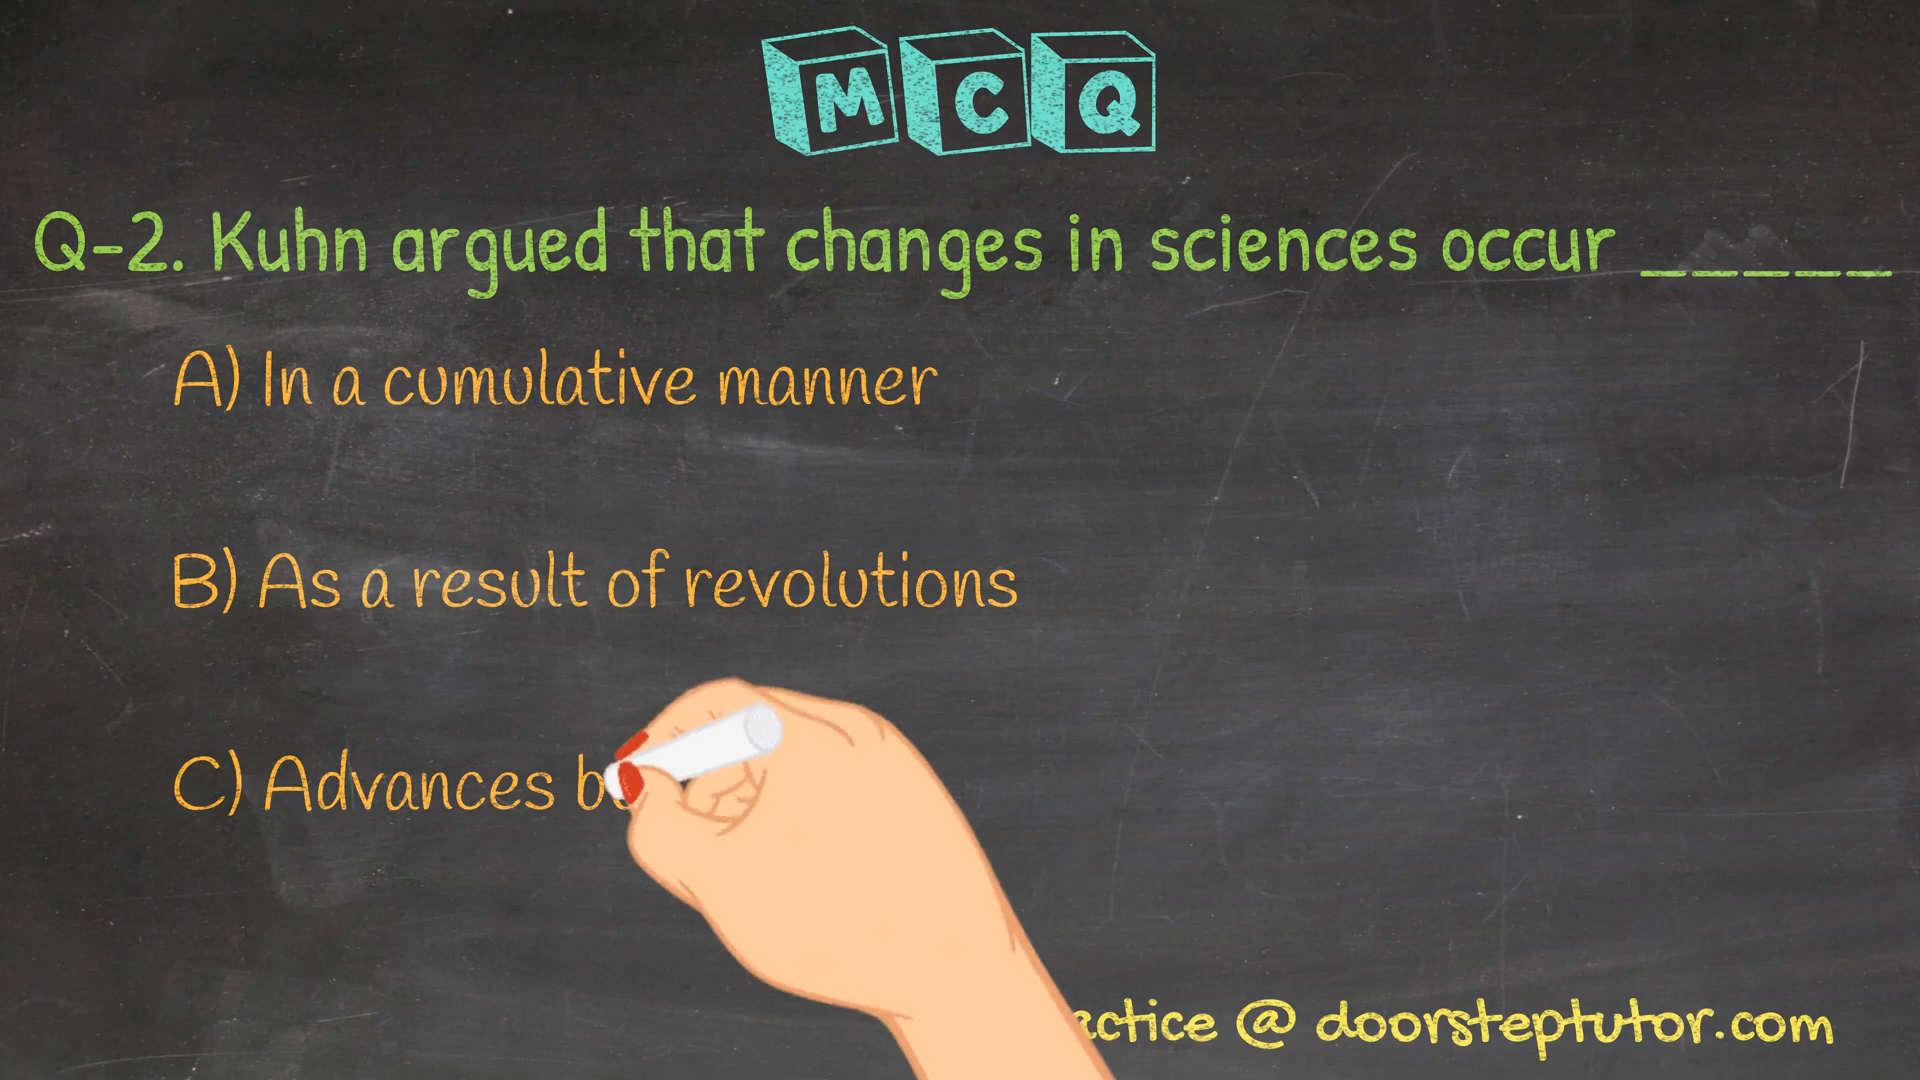 MCQ
Q-2. Kuhn argued that changes in sciences occur _____
A) In a cumulative manner
B) As a result of revolutions
C) Advances
@ doorsteptutor.com